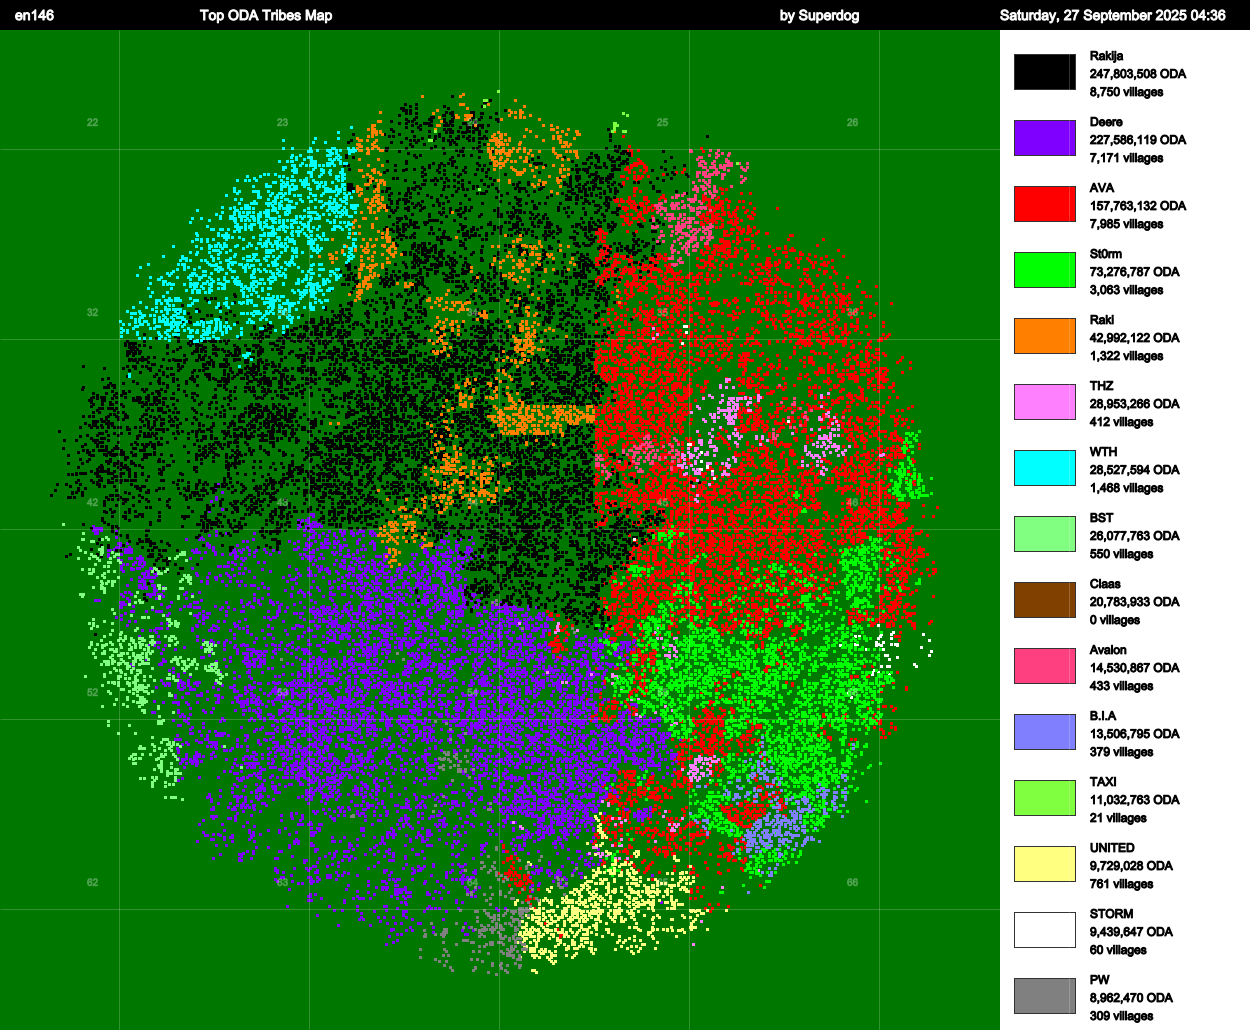 en146 Top ODA Tribes Map by Superdog Saturday, 27 September 2025 04:36
Rakija
247,803,508 ODA
8,750 villages
Deere
227,586,119 ODA
7,171 villages
AVA
157,763,132 ODA
7,985 villages
St0rm
73,276,787 ODA
3,063 villages
Raki
42,992,122 ODA
1,322 villages
THZ
28,953,266 ODA
412 villages
WTH
28,527,594 ODA
1,468 villages
BST
26,077,763 ODA
550 villages
Claas
20,783,933 ODA
0 villages
Avalon
14,530,867 ODA
433 villages
B.I.A
13,506,795 ODA
379 villages
TAXI
11,032,763 ODA
21 villages
UNITED
9,729,028 ODA
761 villages
STORM
9,439,647 ODA
60 villages
PW
8,962,470 ODA
309 villages
22 23 25 26
32 35 36
42 43 45 46
52 53 54
62 63 64 66